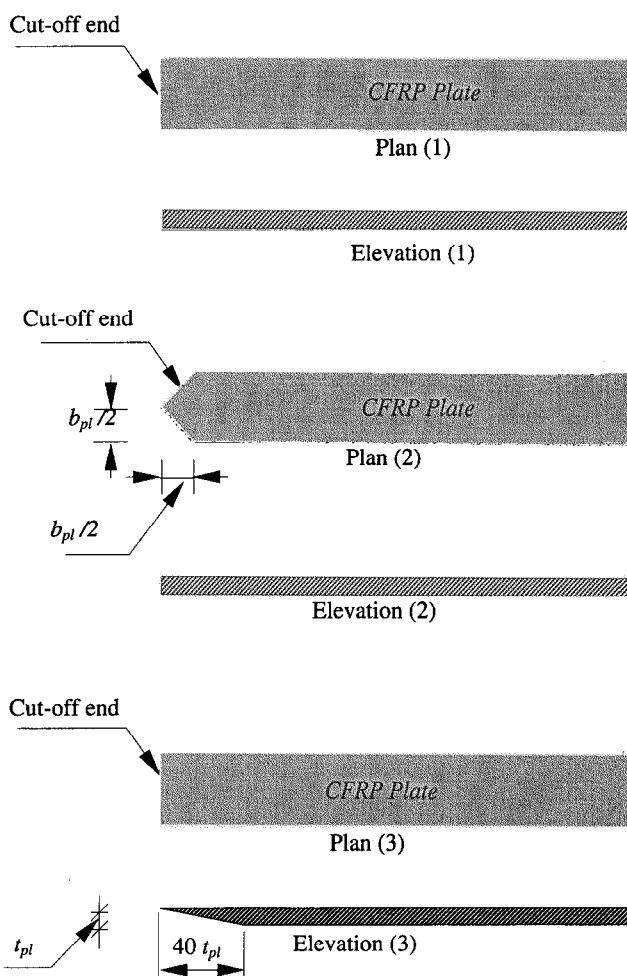 Cut-off end
CFRP Plate
Plan (1)
Elevation (1)
Cut-off end
b_pl/2
CFRP Plate
Plan (2)
b_pl/2
Elevation (2)
Cut-off end
CFRP Plate
Plan (3)
t_pl
40 t_pl
Elevation (3)